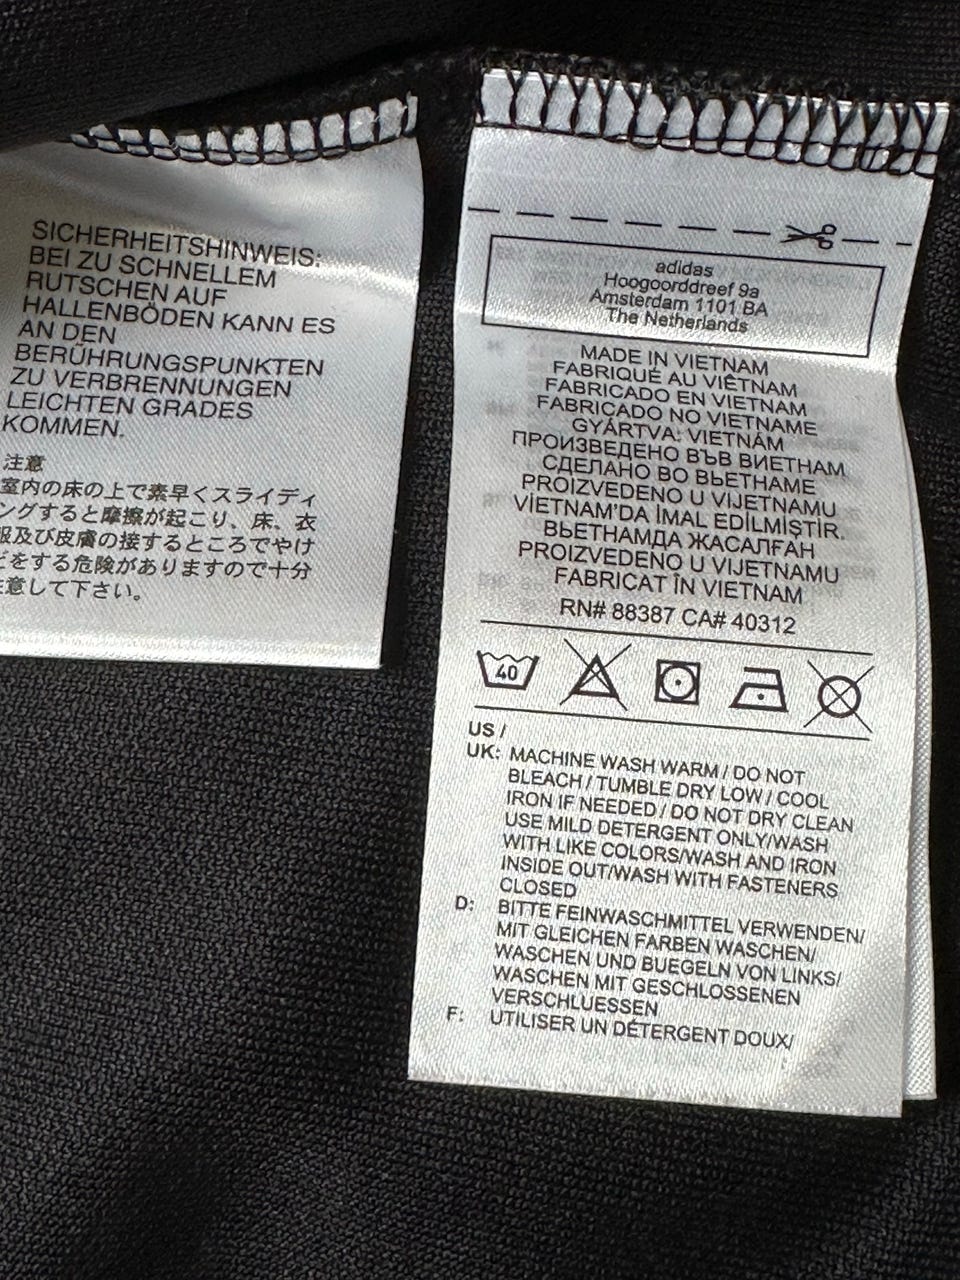 SICHERHEITSHINWEIS:
BEI ZU SCHNELLEM
RUTSCHEN AUF
HALLENBÖDEN KANN ES
AN DEN
BERÜHRUNGSPUNKTEN
ZU VERBRENNUNGEN
LEICHTEN GRADES
KOMMEN.
注意
室内の床の上で素早くスライディ
ングすると摩擦が起こり、床、衣
服及び皮膚の接するところでやけ
どをする危険がありますので十分
注意して下さい。
adidas
Hoogoorddreef 9a
Amsterdam 1101 BA
The Netherlands
MADE IN VIETNAM
FABRIQUÉ AU VIÊTNAM
FABRICADO EN VIETNAM
FABRICADO NO VIETNAME
GYÁRTVA: VIETNÁM
ПРОИЗВЕДЕНО ВЪВ ВИЕТНАМ
СДЕЛАНО ВО ВЬЕТНАМЕ
PROIZVEDENO U VIJETNAMU
VİETNAM'DA İMAL EDİLMİŞTİR.
ВЬЕТНАМДА ЖАСАЛҒАН
PROIZVEDENO U VIJETNAMU
FABRICAT ÎN VIETNAM
RN# 88387 CA# 40312
40
US /
UK: MACHINE WASH WARM / DO NOT
BLEACH / TUMBLE DRY LOW / COOL
IRON IF NEEDED / DO NOT DRY CLEAN
USE MILD DETERGENT ONLY/WASH
WITH LIKE COLORS/WASH AND IRON
INSIDE OUT/WASH WITH FASTENERS
CLOSED
D: BITTE FEINWASCHMITTEL VERWENDEN/
MIT GLEICHEN FARBEN WASCHEN/
WASCHEN UND BUEGELN VON LINKS/
WASCHEN MIT GESCHLOSSENEN
VERSCHLUESSEN
F: UTILISER UN DÉTERGENT DOUX/